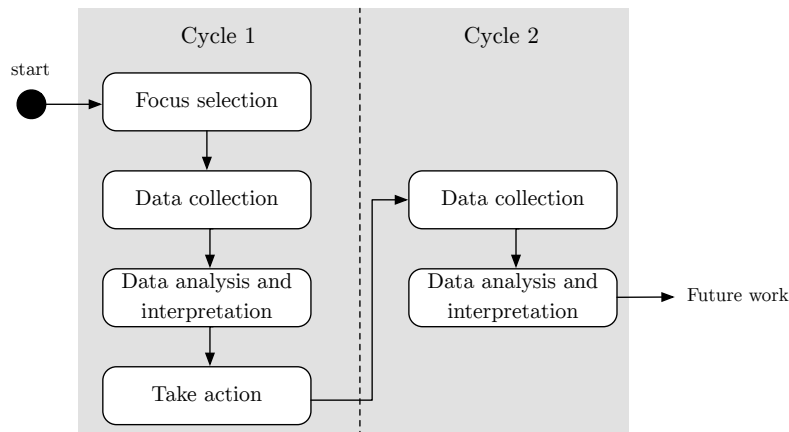 Cycle 1
Cycle 2
start
Focus selection
Data collection
Data analysis and
interpretation
Take action
Data collection
Data analysis and
interpretation
Future work